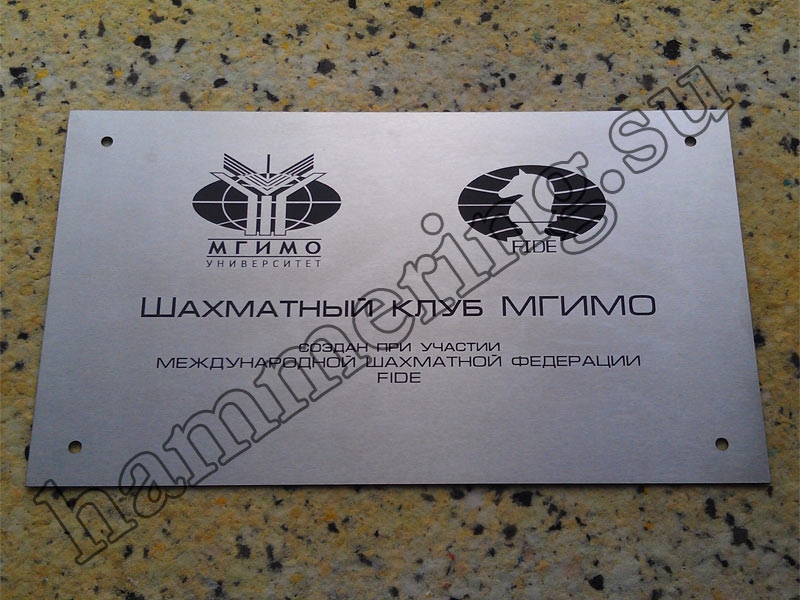 МГИМО
УНИВЕРСИТЕТ
FIDE
ШАХМАТНЫЙ КЛУБ МГИМО
СОЗДАН ПРИ УЧАСТИИ
МЕЖДУНАРОДНОЙ ШАХМАТНОЙ ФЕДЕРАЦИИ
FIDE
hammering.su